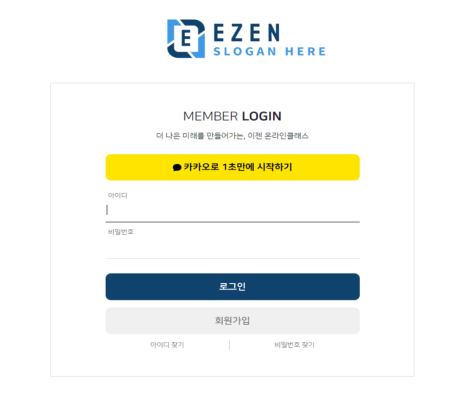 E EZEN
SLOGAN HERE
MEMBER LOGIN
더 나은 미래를 만들어가는, 이젠 온라인클래스
카카오로 1초만에 시작하기
아이디
비밀번호
로그인
회원가입
아이디 찾기 비밀번호 찾기